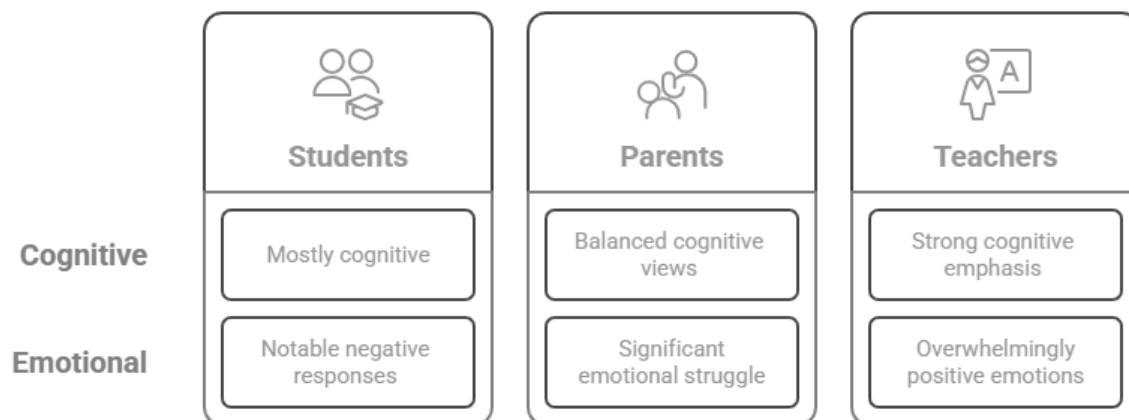 A
Students
Parents
Teachers
Cognitive
Mostly cognitive
Balanced cognitive
views
Strong cognitive
emphasis
Emotional
Notable negative
responses
Significant
emotional struggle
Overwhelmingly
positive emotions